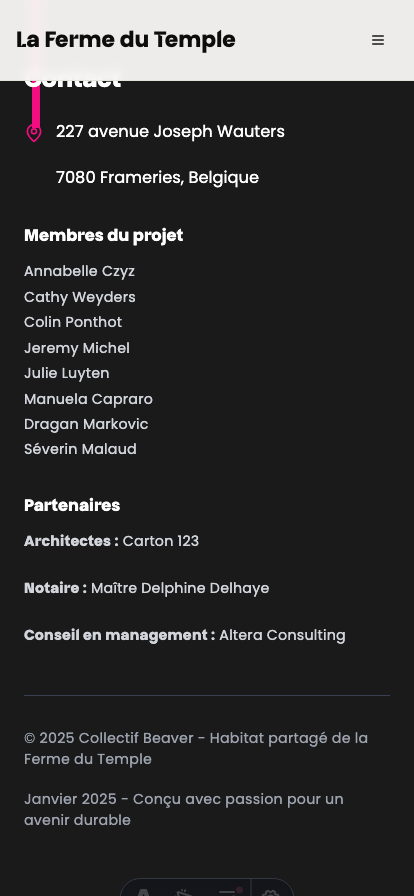 La Ferme du Temple
Contact
227 avenue Joseph Wauters
7080 Frameries, Belgique
Membres du projet
Annabelle Czyz
Cathy Weyders
Colin Ponthot
Jeremy Michel
Julie Luyten
Manuela Capraro
Dragan Markovic
Séverin Malaud
Partenaires
Architectes : Carton 123
Notaire : Maître Delphine Delhaye
Conseil en management : Altera Consulting
© 2025 Collectif Beaver - Habitat partagé de la
Ferme du Temple
Janvier 2025 - Conçu avec passion pour un
avenir durable